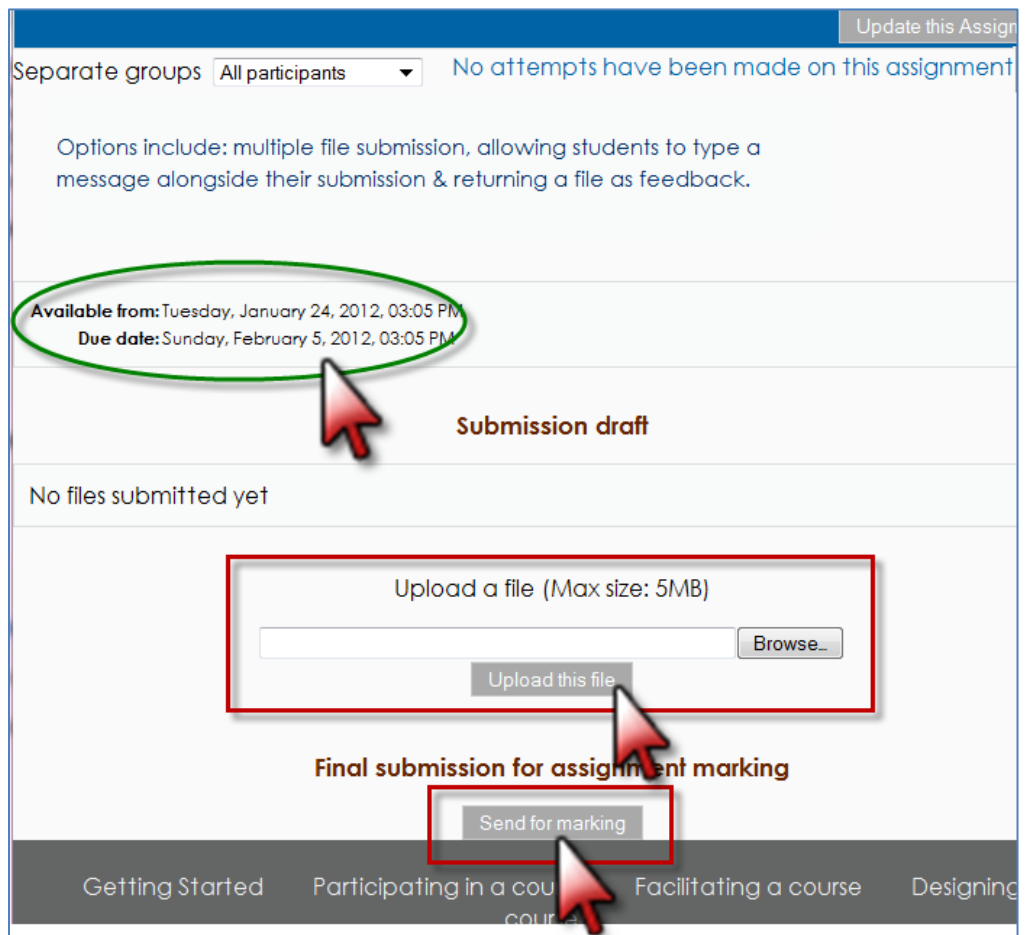 Update this Assign
Separate groups All participants No attempts have been made on this assignment
Options include: multiple file submission, allowing students to type a
message alongside their submission & returning a file as feedback.
Available from: Tuesday, January 24, 2012, 03:05 PM
Due date: Sunday, February 5, 2012, 03:05 PM
Submission draft
No files submitted yet
Upload a file (Max size: 5MB)
Browse...
Upload this file
Final submission for assignment marking
Send for marking
Getting Started Participating in a cou Facilitating a course Designing
course